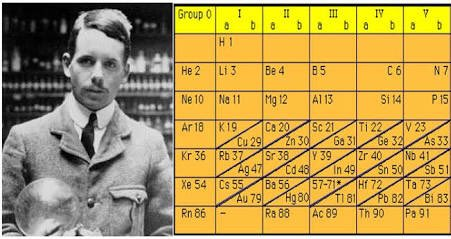 Group 0 I II III IV V
a b a b a b a b a b
H 1
He 2 Li 3 Be 4 B 5 C 6 N 7
Ne 10 Na 11 Mg 12 Al 13 Si 14 P 15
Ar 18 K 19 Ca 20 Sc 21 Ti 22 V 23
Cu 29 Zn 30 Ga 31 Ge 32 As 33
Kr 36 Rb 37 Sr 38 Y 39 Zr 40 Nb 41
Ag 47 Cd 48 In 49 Sn 50 Sb 51
Xe 54 Cs 55 Ba 56 57-71* Hf 72 Ta 73
Au 79 Hg 80 Tl 81 Pb 82 Bi 83
Rn 86 – Ra 88 Ac 89 Th 90 Pa 91